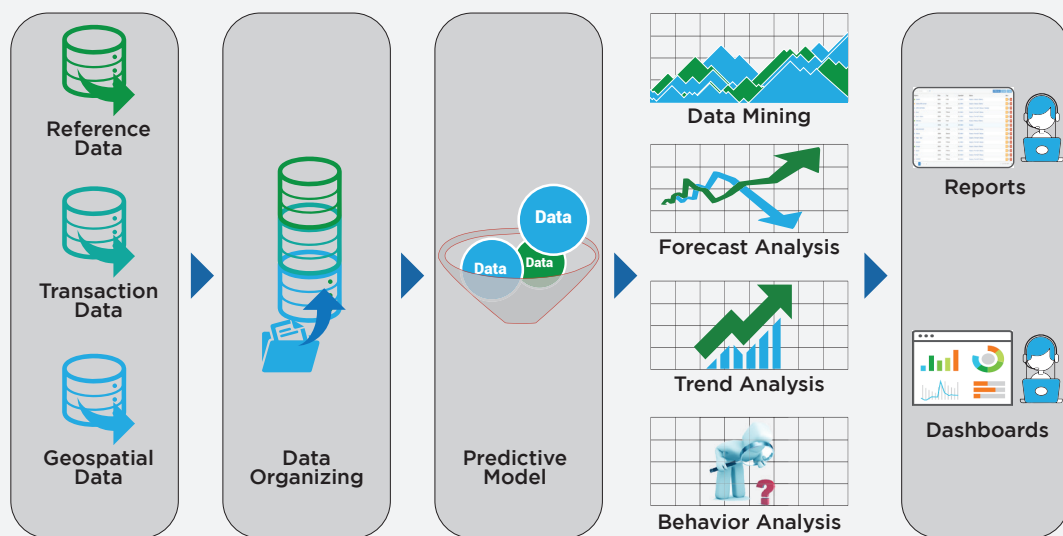 Reference
Data
Transaction
Data
Geospatial
Data
Data
Organizing
Data
Data
Data
Predictive
Model
Data Mining
Forecast Analysis
Trend Analysis
?
Behavior Analysis
Reports
Dashboards